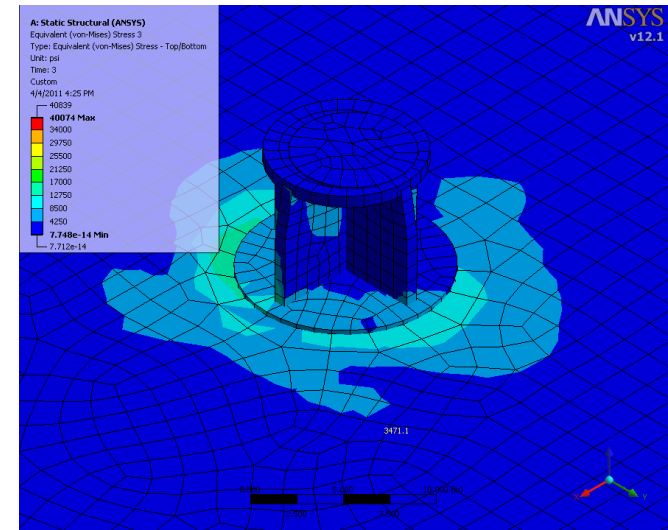 A: Static Structural (ANSYS)
Equivalent (von-Mises) Stress 3
Type: Equivalent (von-Mises) Stress - Top/Bottom
Unit: psi
Time: 3
Custom
4/4/2011 4:25 PM
40839
40074 Max
34000
29750
25500
21250
17000
12750
8500
4250
7.748e-14 Min
7.712e-14
ANSYS
v12.1
3471.1